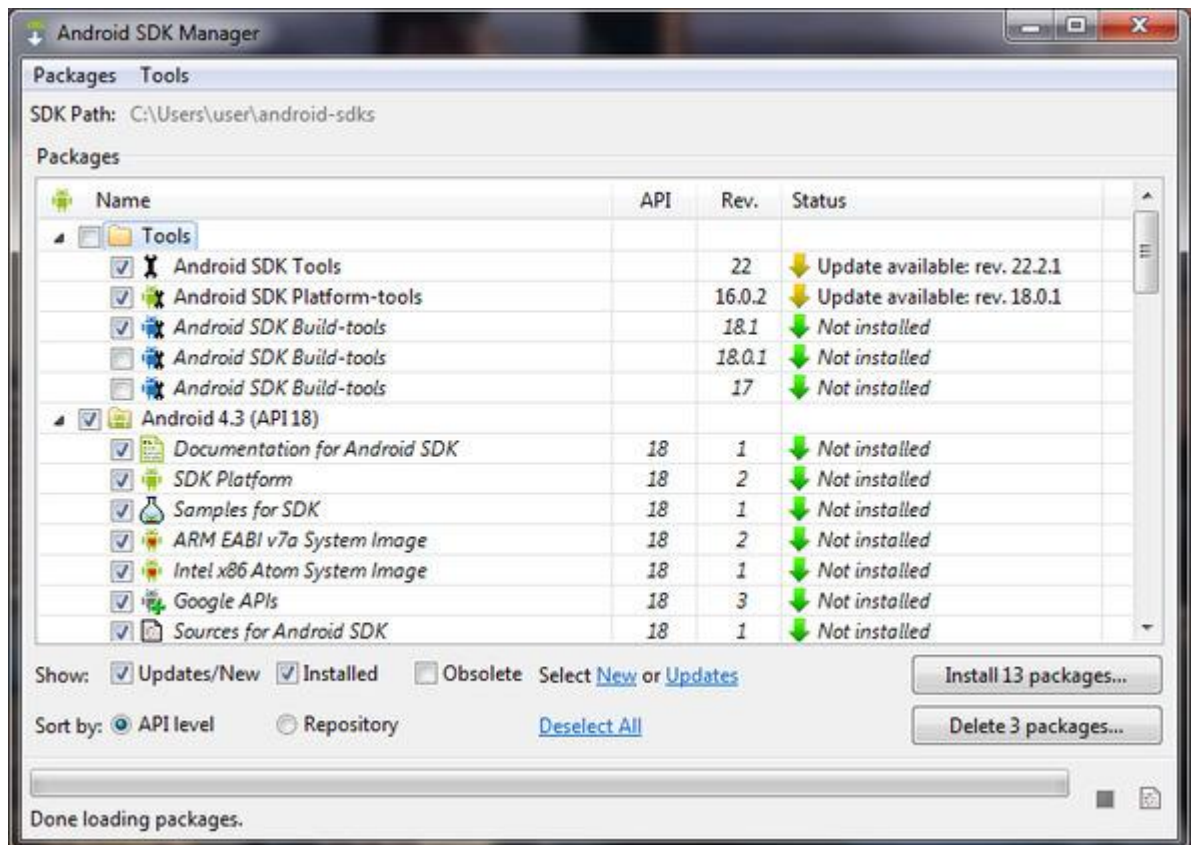 Android SDK Manager
Packages Tools
SDK Path: C:\Users\user\android-sdks
Packages
Name API Rev. Status
Tools
Android SDK Tools 22 Update available: rev. 22.2.1
Android SDK Platform-tools 16.0.2 Update available: rev. 18.0.1
Android SDK Build-tools 18.1 Not installed
Android SDK Build-tools 18.0.1 Not installed
Android SDK Build-tools 17 Not installed
Android 4.3 (API 18)
Documentation for Android SDK 18 1 Not installed
SDK Platform 18 2 Not installed
Samples for SDK 18 1 Not installed
ARM EABI v7a System Image 18 2 Not installed
Intel x86 Atom System Image 18 1 Not installed
Google APIs 18 3 Not installed
Sources for Android SDK 18 1 Not installed
Show: Updates/New Installed Obsolete Select New or Updates Install 13 packages...
Sort by: API level Repository Deselect All Delete 3 packages...
Done loading packages.